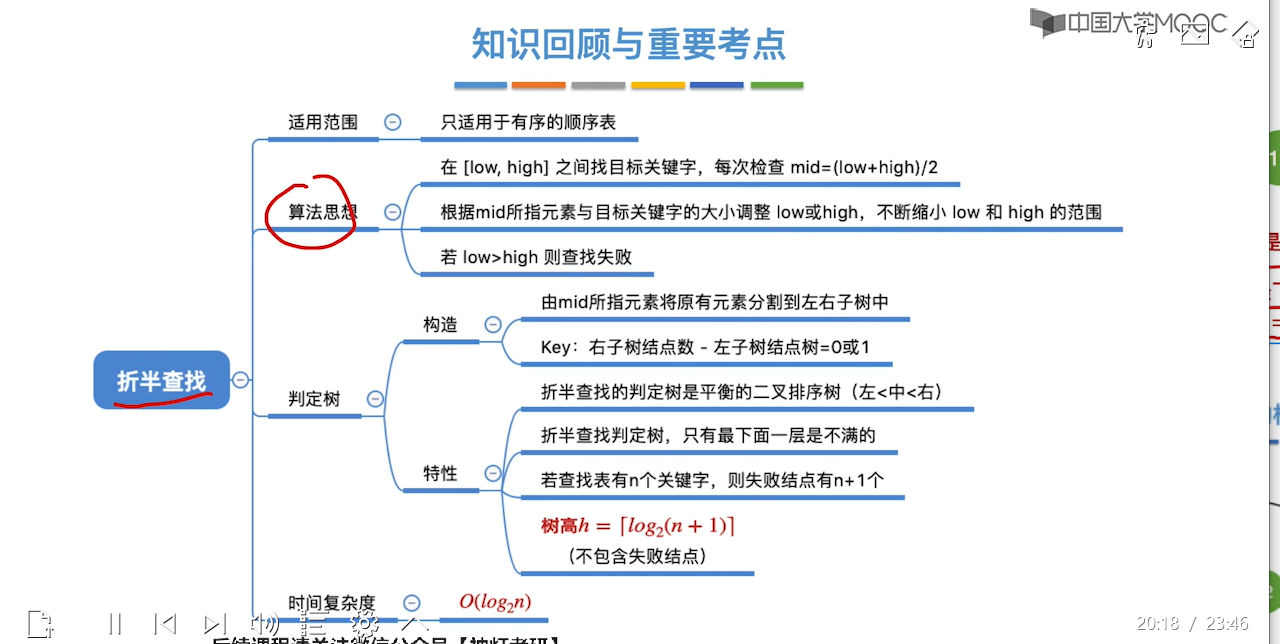 中国大学MOOC
知识回顾与重要考点
适用范围
只适用于有序的顺序表
在 [low, high] 之间找目标关键字，每次检查 mid=(low+high)/2
算法思想
根据mid所指元素与目标关键字的大小调整 low或high，不断缩小 low 和 high 的范围
若 low>high 则查找失败
折半查找
判定树
构造
由mid所指元素将原有元素分割到左右子树中
Key：右子树结点数 - 左子树结点树=0或1
特性
折半查找的判定树是平衡的二叉排序树（左<中<右）
折半查找判定树，只有最下面一层是不满的
若查找表有n个关键字，则失败结点有n+1个
树高h = ⌈log₂(n + 1)⌉
（不包含失败结点）
时间复杂度
O(log₂n)
20:18 / 23:46